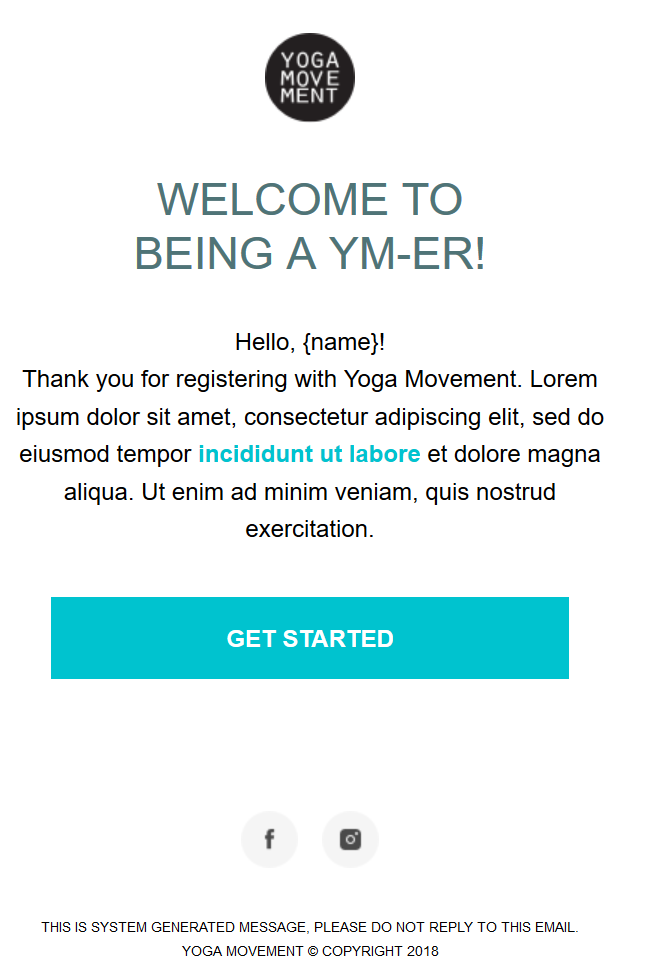 YOGA
MOVE
MENT
WELCOME TO
BEING A YM-ER!
Hello, {name}!
Thank you for registering with Yoga Movement. Lorem
ipsum dolor sit amet, consectetur adipiscing elit, sed do
eiusmod tempor incididunt ut labore et dolore magna
aliqua. Ut enim ad minim veniam, quis nostrud
exercitation.
GET STARTED
f
THIS IS SYSTEM GENERATED MESSAGE, PLEASE DO NOT REPLY TO THIS EMAIL.
YOGA MOVEMENT © COPYRIGHT 2018